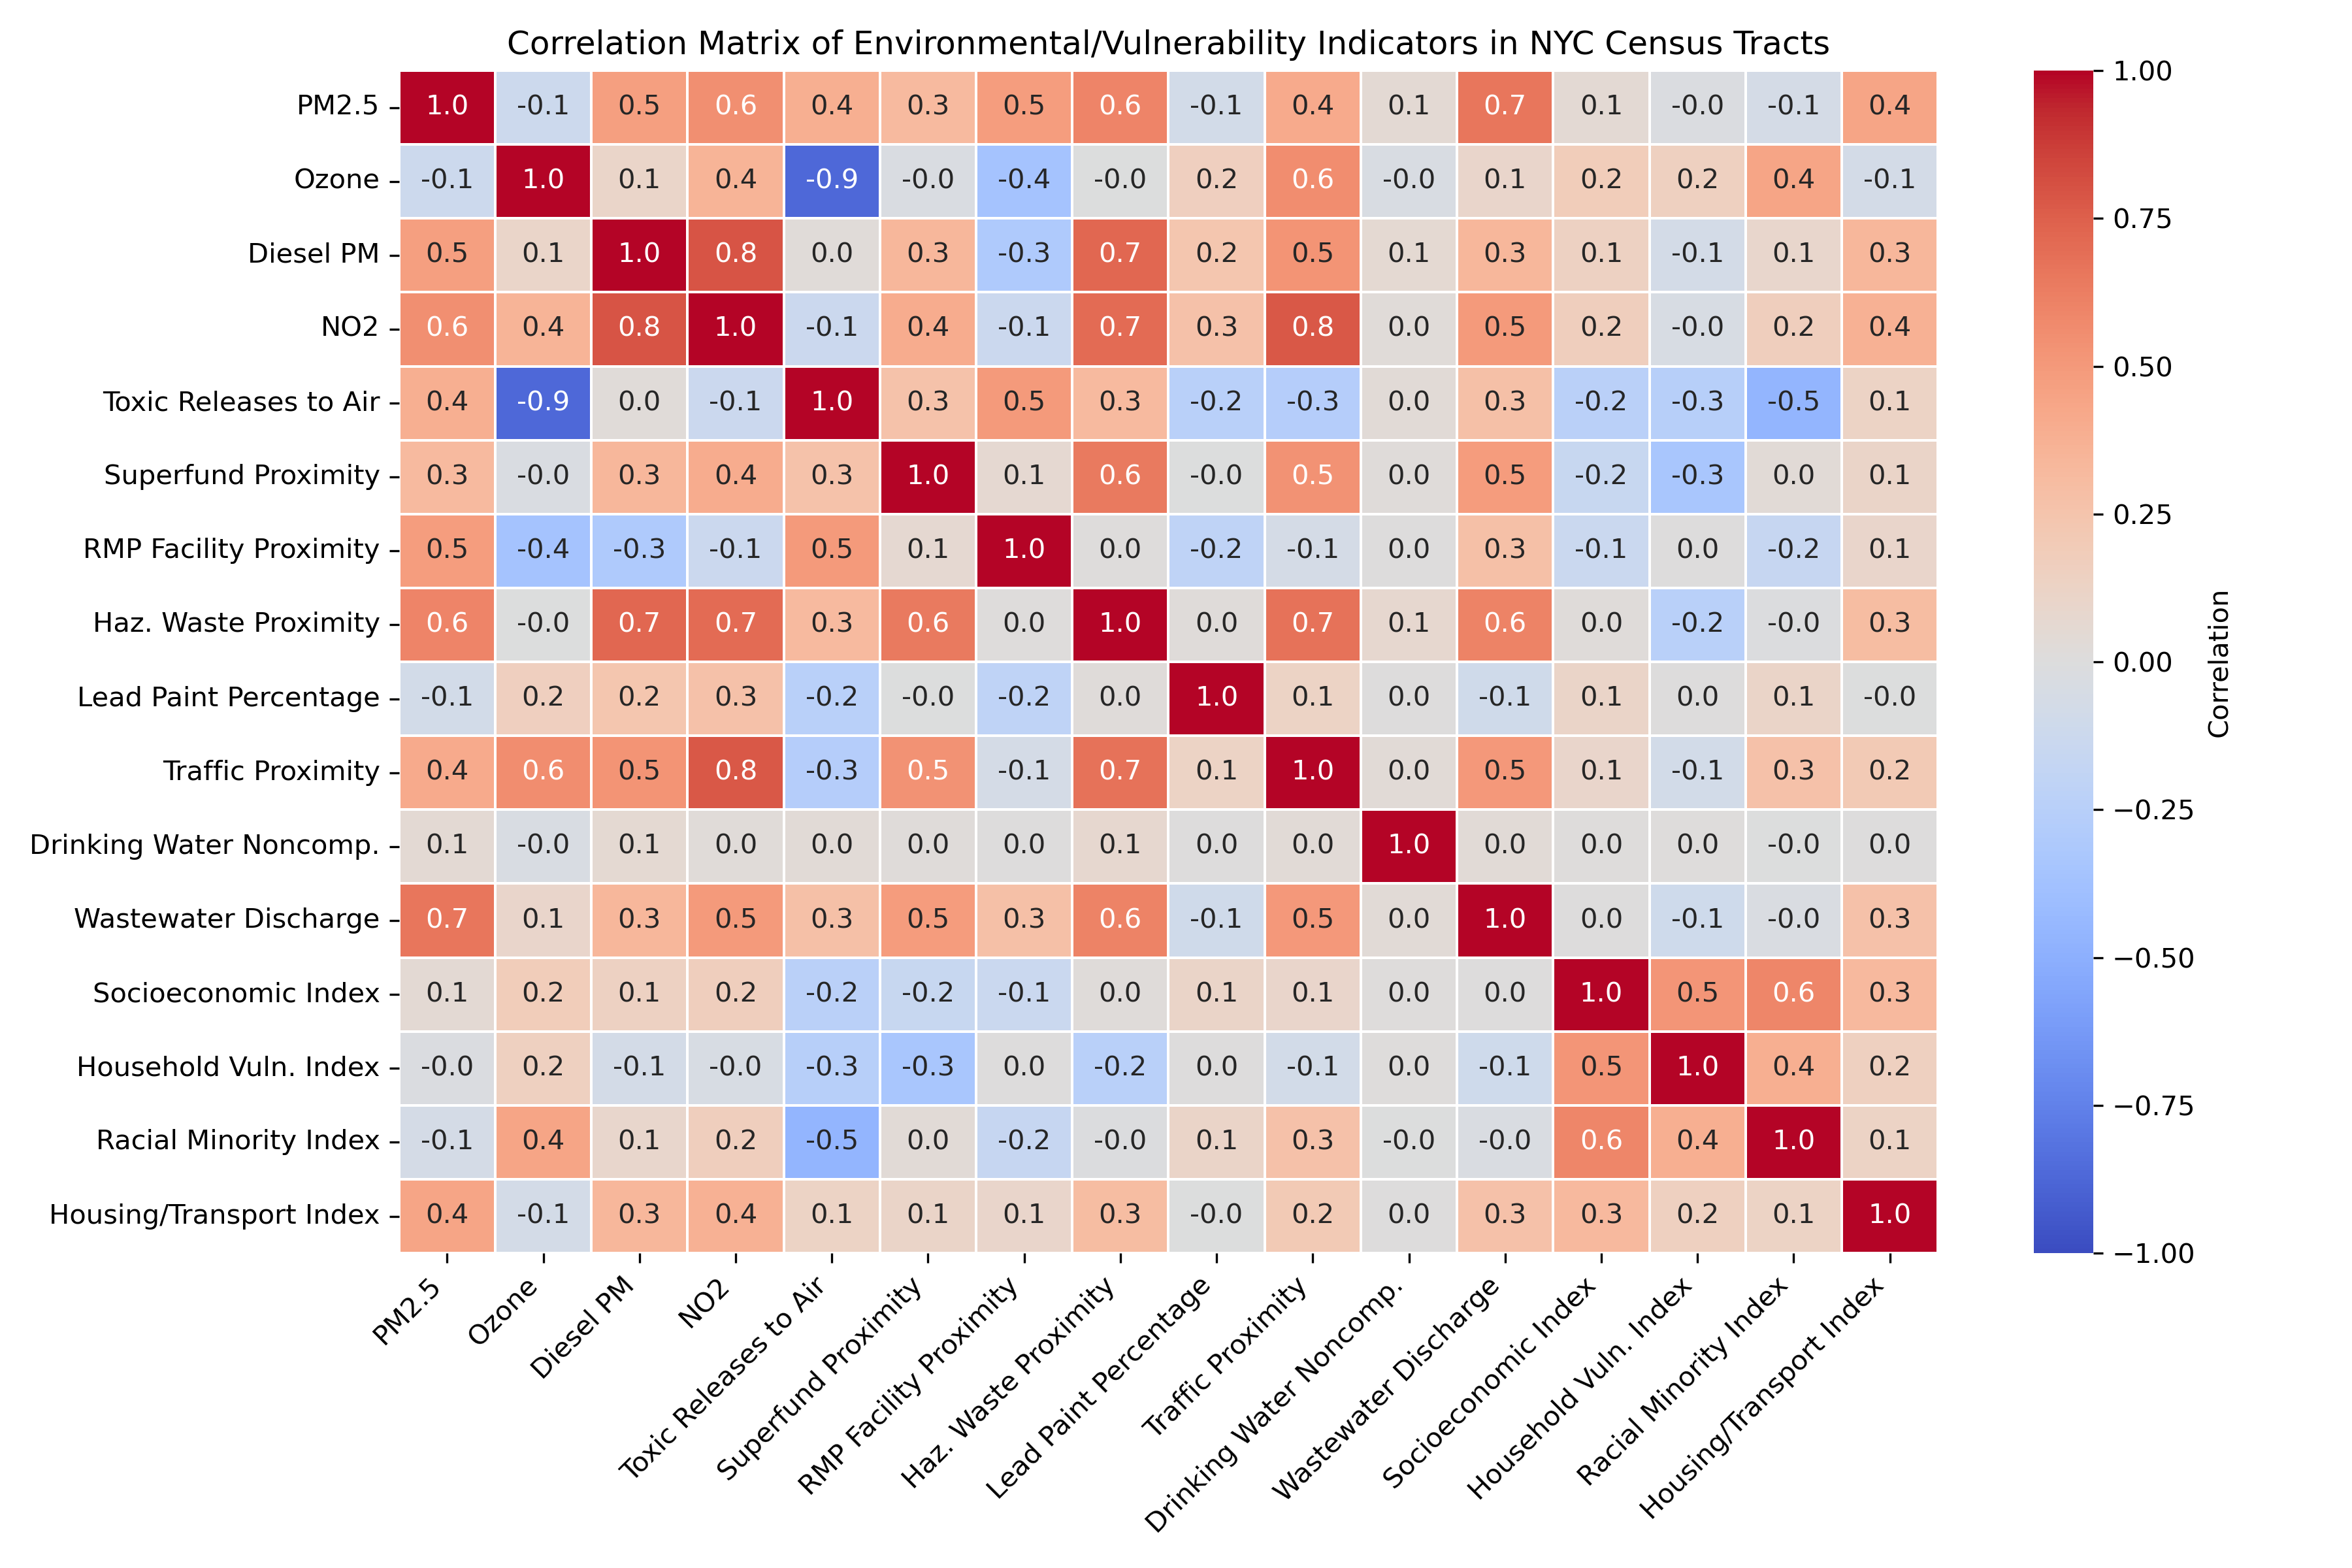 Correlation Matrix of Environmental/Vulnerability Indicators in NYC Census Tracts
PM2.5 1.0 -0.1 0.5 0.6 0.4 0.3 0.5 0.6 -0.1 0.4 0.1 0.7 0.1 -0.0 -0.1 0.4
Ozone -0.1 1.0 0.1 0.4 -0.9 -0.0 -0.4 -0.0 0.2 0.6 -0.0 0.1 0.2 0.2 0.4 -0.1
Diesel PM 0.5 0.1 1.0 0.8 0.0 0.3 -0.3 0.7 0.2 0.5 0.1 0.3 0.1 -0.1 0.1 0.3
NO2 0.6 0.4 0.8 1.0 -0.1 0.4 -0.1 0.7 0.3 0.8 0.0 0.5 0.2 -0.0 0.2 0.4
Toxic Releases to Air 0.4 -0.9 0.0 -0.1 1.0 0.3 0.5 0.3 -0.2 -0.3 0.0 0.3 -0.2 -0.3 -0.5 0.1
Superfund Proximity 0.3 -0.0 0.3 0.4 0.3 1.0 0.1 0.6 -0.0 0.5 0.0 0.5 -0.2 -0.3 0.0 0.1
RMP Facility Proximity 0.5 -0.4 -0.3 -0.1 0.5 0.1 1.0 0.0 -0.2 -0.1 0.0 0.3 -0.1 0.0 -0.2 0.1
Haz. Waste Proximity 0.6 -0.0 0.7 0.7 0.3 0.6 0.0 1.0 0.0 0.7 0.1 0.6 0.0 -0.2 -0.0 0.3
Lead Paint Percentage -0.1 0.2 0.2 0.3 -0.2 -0.0 -0.2 0.0 1.0 0.1 0.0 -0.1 0.1 0.0 0.1 -0.0
Traffic Proximity 0.4 0.6 0.5 0.8 -0.3 0.5 -0.1 0.7 0.1 1.0 0.0 0.5 0.1 -0.1 0.3 0.2
Drinking Water Noncomp. 0.1 -0.0 0.1 0.0 0.0 0.0 0.0 0.1 0.0 0.0 1.0 0.0 0.0 0.0 -0.0 0.0
Wastewater Discharge 0.7 0.1 0.3 0.5 0.3 0.5 0.3 0.6 -0.1 0.5 0.0 1.0 0.0 -0.1 -0.0 0.3
Socioeconomic Index 0.1 0.2 0.1 0.2 -0.2 -0.2 -0.1 0.0 0.1 0.1 0.0 0.0 1.0 0.5 0.6 0.3
Household Vuln. Index -0.0 0.2 -0.1 -0.0 -0.3 -0.3 0.0 -0.2 0.0 -0.1 0.0 -0.1 0.5 1.0 0.4 0.2
Racial Minority Index -0.1 0.4 0.1 0.2 -0.5 0.0 -0.2 -0.0 0.1 0.3 -0.0 -0.0 0.6 0.4 1.0 0.1
Housing/Transport Index 0.4 -0.1 0.3 0.4 0.1 0.1 0.1 0.3 -0.0 0.2 0.0 0.3 0.3 0.2 0.1 1.0
PM2.5
Ozone
Diesel PM
NO2
Toxic Releases to Air
Superfund Proximity
RMP Facility Proximity
Haz. Waste Proximity
Lead Paint Percentage
Traffic Proximity
Drinking Water Noncomp.
Wastewater Discharge
Socioeconomic Index
Household Vuln. Index
Racial Minority Index
Housing/Transport Index
1.00
0.75
0.50
0.25
0.00
−0.25
−0.50
−0.75
−1.00
Correlation